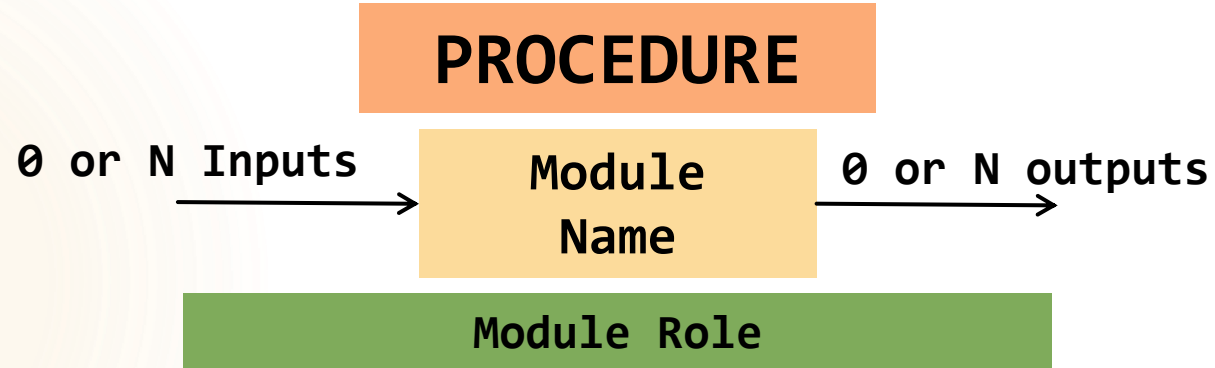 PROCEDURE
0 or N Inputs
Module
Name
0 or N outputs
Module Role